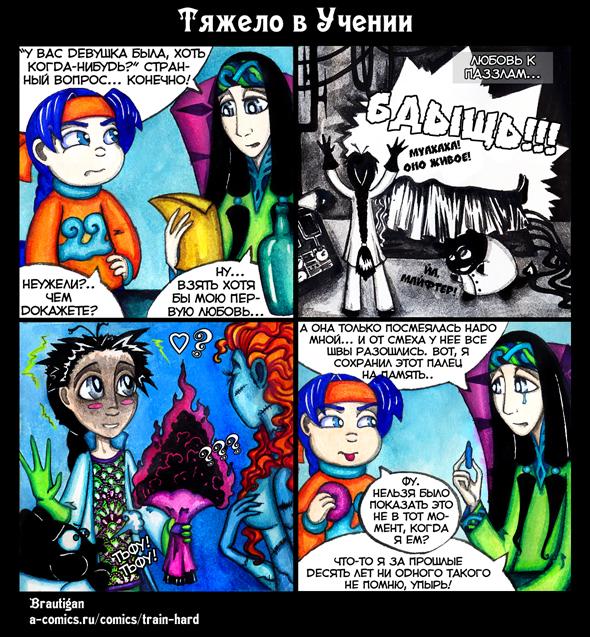 Тяжело в Учении
"У ВАС DЕВУШКА БЫЛА, ХОТЬ
КОГDА-НИБУDЬ?" СТРАН-
НЫЙ ВОПРОС... КОНЕЧНО!
НЕУЖЕЛИ?..
ЧЕМ
DОКАЖЕТЕ?
НУ...
ВЗЯТЬ ХОТЯ
БЫ МОЮ ПЕР-
ВУЮ ЛЮБОВЬ...
ЛЮБОВЬ К
ПАЗЗЛАМ...
БДЫЩЬ!!!
МУАХАХА!
ОНО ЖИВОЕ!
ЙА,
МАЙФТЕР!
?
???
ТЬФУ!
ТЬФУ!
А ОНА ТОЛЬКО ПОСМЕЯЛАСЬ НАDО
МНОЙ... И ОТ СМЕХА У НЕЕ ВСЕ
ШВЫ РАЗОШЛИСЬ. ВОТ, Я
СОХРАНИЛ ЭТОТ ПАЛЕЦ
НА ПАМЯТЬ..
ФУ.
НЕЛЬЗЯ БЫЛО
ПОКАЗАТЬ ЭТО
НЕ В ТОТ МО-
МЕНТ, КОГDА
Я ЕМ?
ЧТО-ТО Я ЗА ПРОШЛЫЕ
DЕСЯТЬ ЛЕТ НИ ОDНОГО ТАКОГО
НЕ ПОМНЮ, УПЫРЬ!
Brautigan
a-comics.ru/comics/train-hard